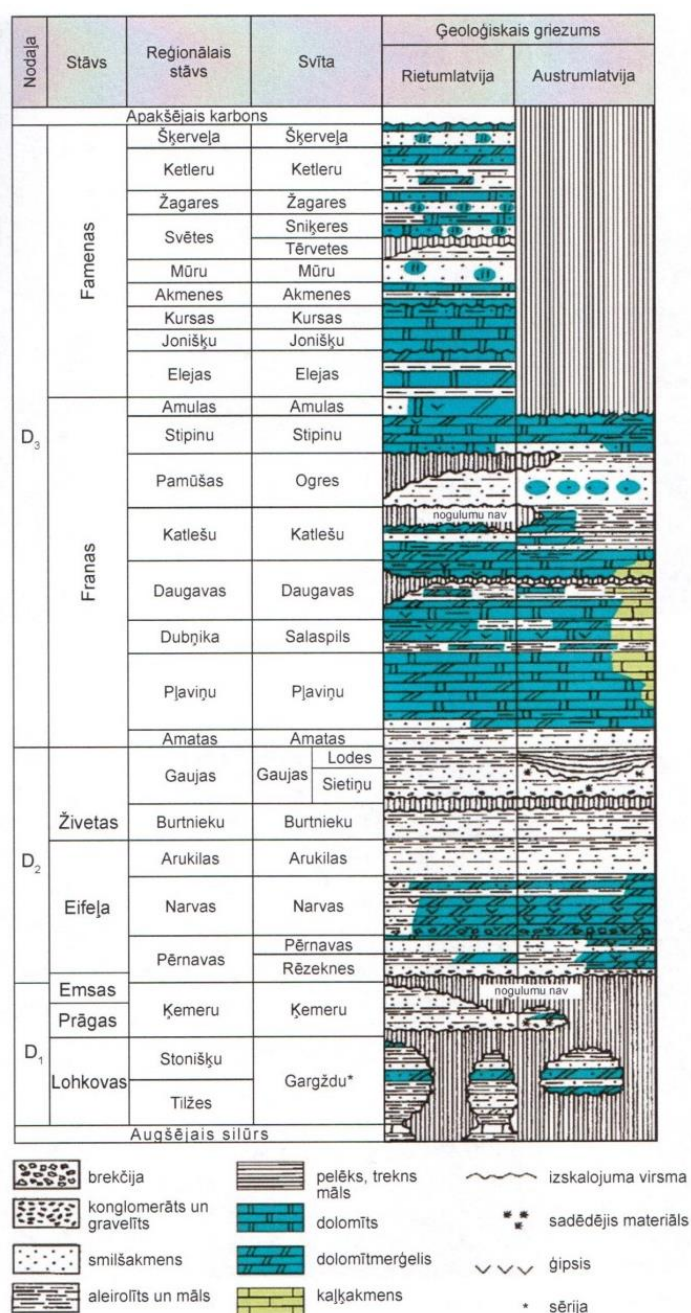 Nodaļa
Stāvs
Reģionālais
stāvs
Svīta
Ģeoloģiskais griezums
Rietumlatvija
Austrumlatvija
Apakšējais karbons
D3
Famenas
Šķerveļa
Šķerveļa
Ketleru
Ketleru
Žagares
Žagares
Svētes
Sniķeres
Tērvetes
Mūru
Mūru
Akmenes
Akmenes
Kursas
Kursas
Jonišķu
Jonišķu
Elejas
Elejas
Franas
Amulas
Amulas
Stipinu
Stipinu
Pamūšas
Ogres
Katlešu
Katlešu
nogulumu nav
Daugavas
Daugavas
Dubņika
Salaspils
Pļaviņu
Pļaviņu
Amatas
Amatas
D2
Živetas
Gaujas
Gaujas
Lodes
Sietiņu
Burtnieku
Burtnieku
Eifeļa
Arukilas
Arukilas
Narvas
Narvas
Pērnavas
Pērnavas
Rēzeknes
D1
Emsas
Prāgas
Ķemeru
Ķemeru
nogulumu nav
Lohkovas
Stonišķu
Tilžes
Gargždu*
Augšējais silūrs
brekčija
konglomerāts un
gravelīts
smilšakmens
aleirolīts un māls
pelēks, trekns
māls
dolomīts
dolomītmerģelis
kaļķakmens
izskalojuma virsma
sadēdējis materiāls
ģipsis
* sērija